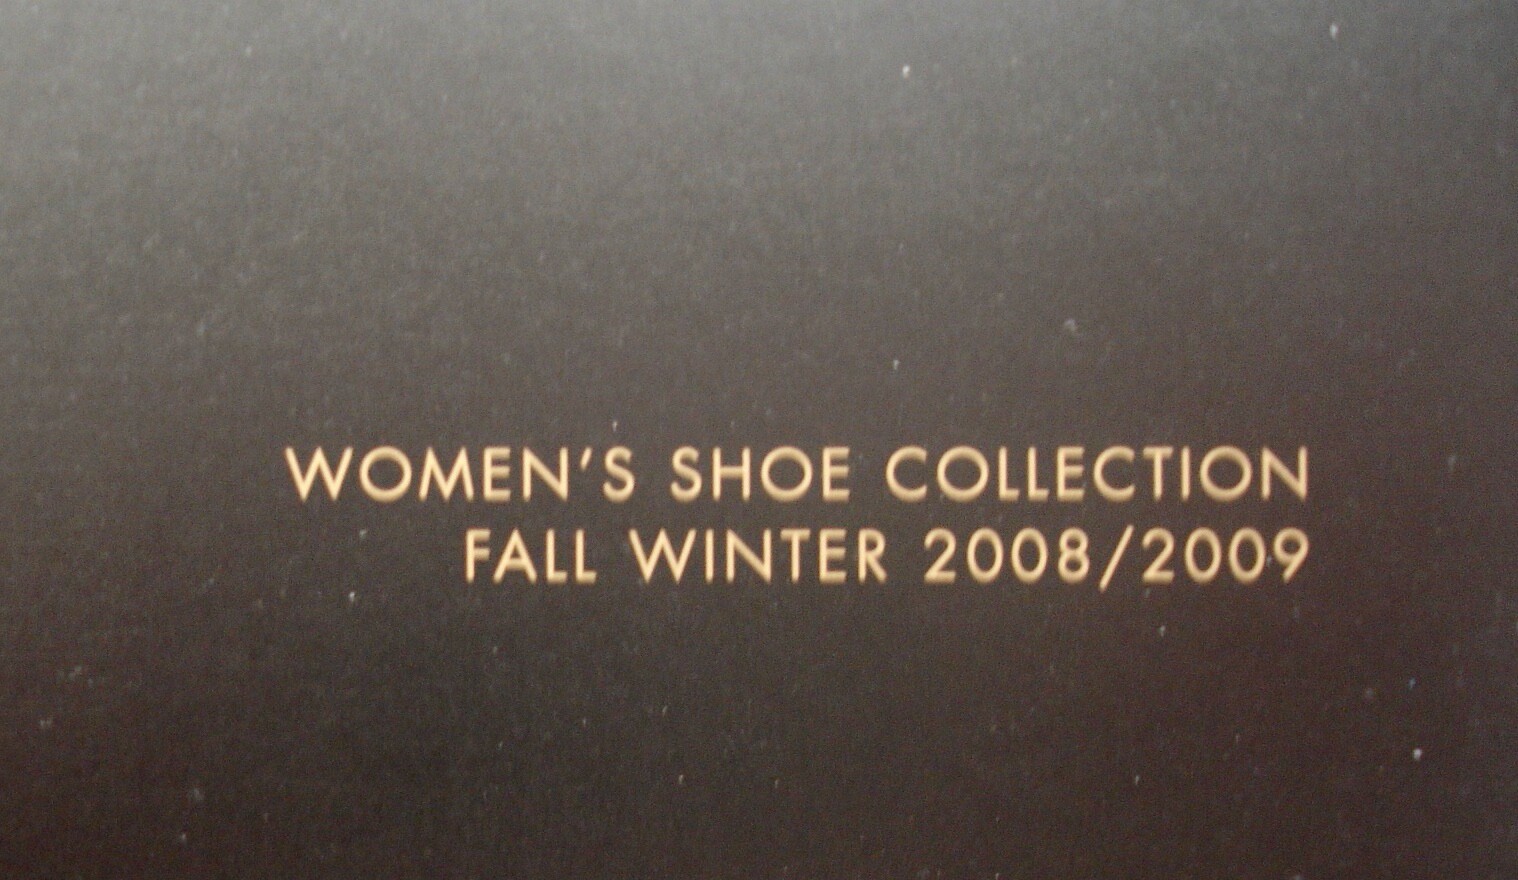 WOMEN'S SHOE COLLECTION
FALL WINTER 2008/2009